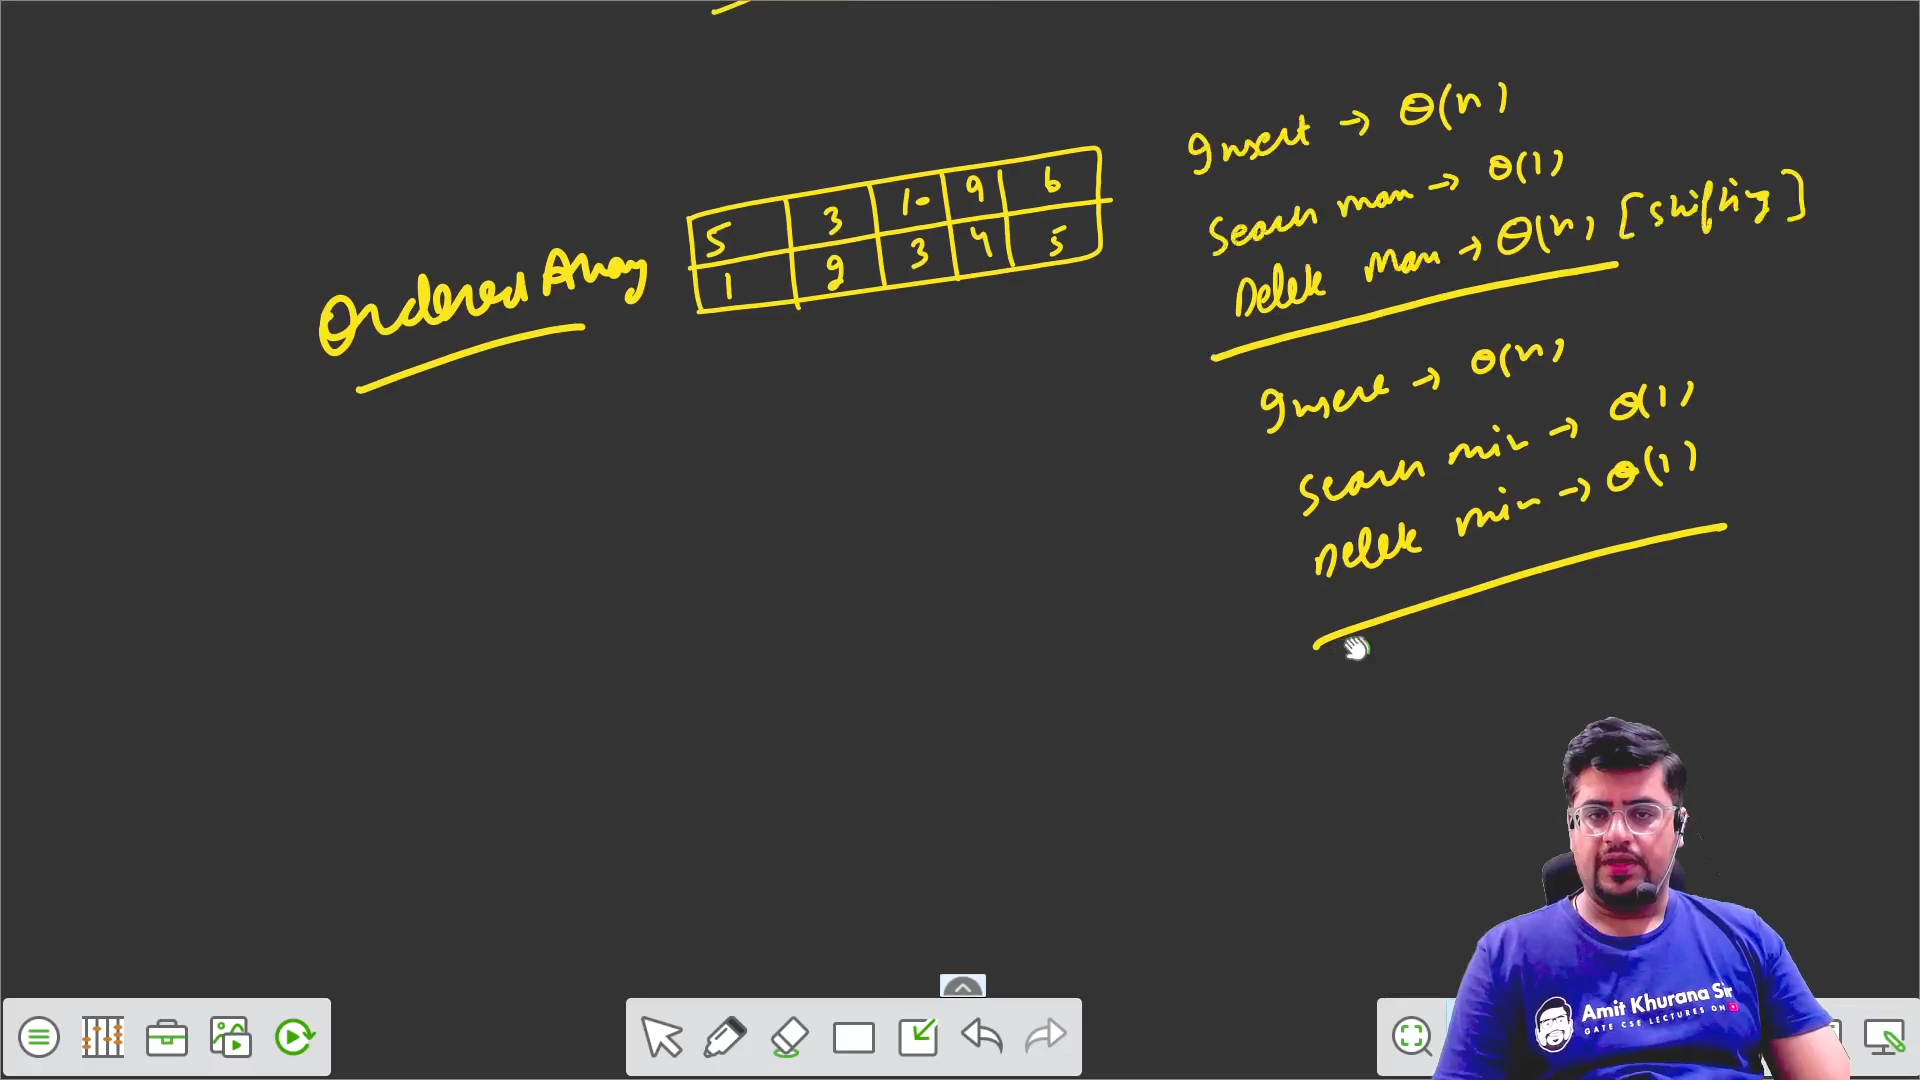 Ordered Array
5 3 10 9 6
1 2 3 4 5
Insert → Θ(n)
Search max → Θ(1)
Delete max → Θ(n) [shifting]
Insert → Θ(n)
Search min → Θ(1)
Delete min → Θ(1)
Amit Khurana Sir
GATE CSE LECTURES ON